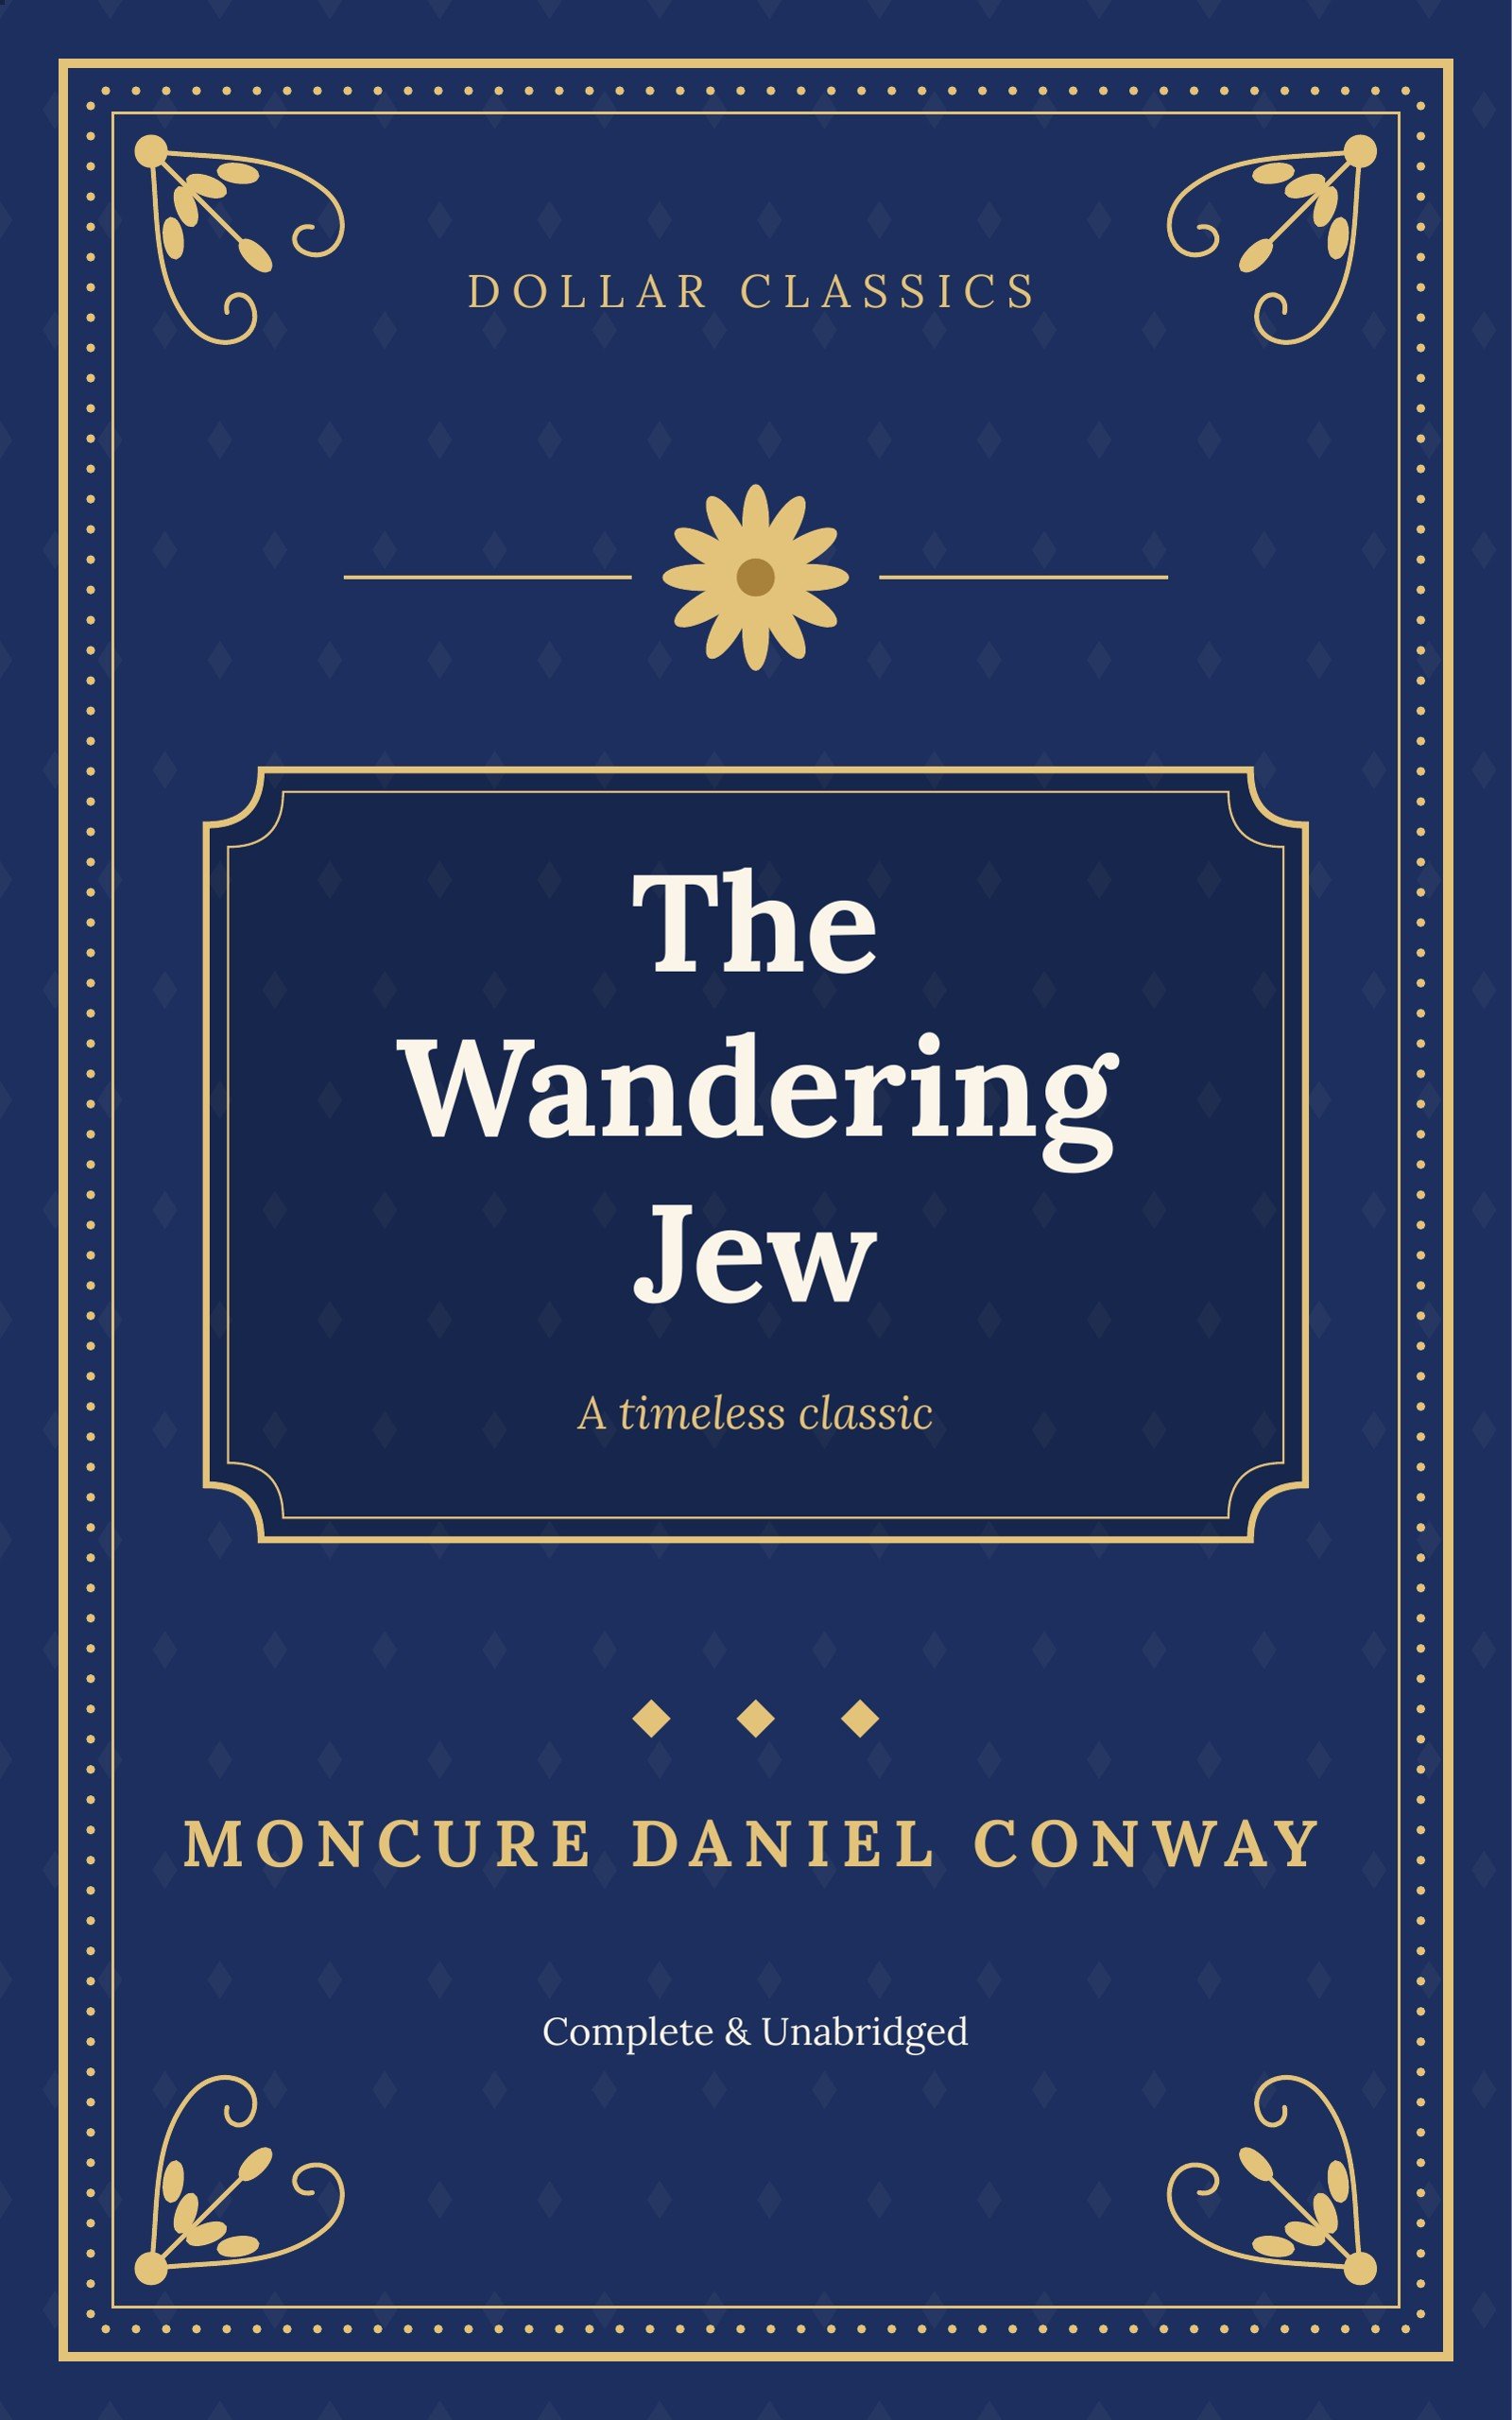 DOLLAR CLASSICS
The
Wandering
Jew
A timeless classic
MONCURE DANIEL CONWAY
Complete & Unabridged